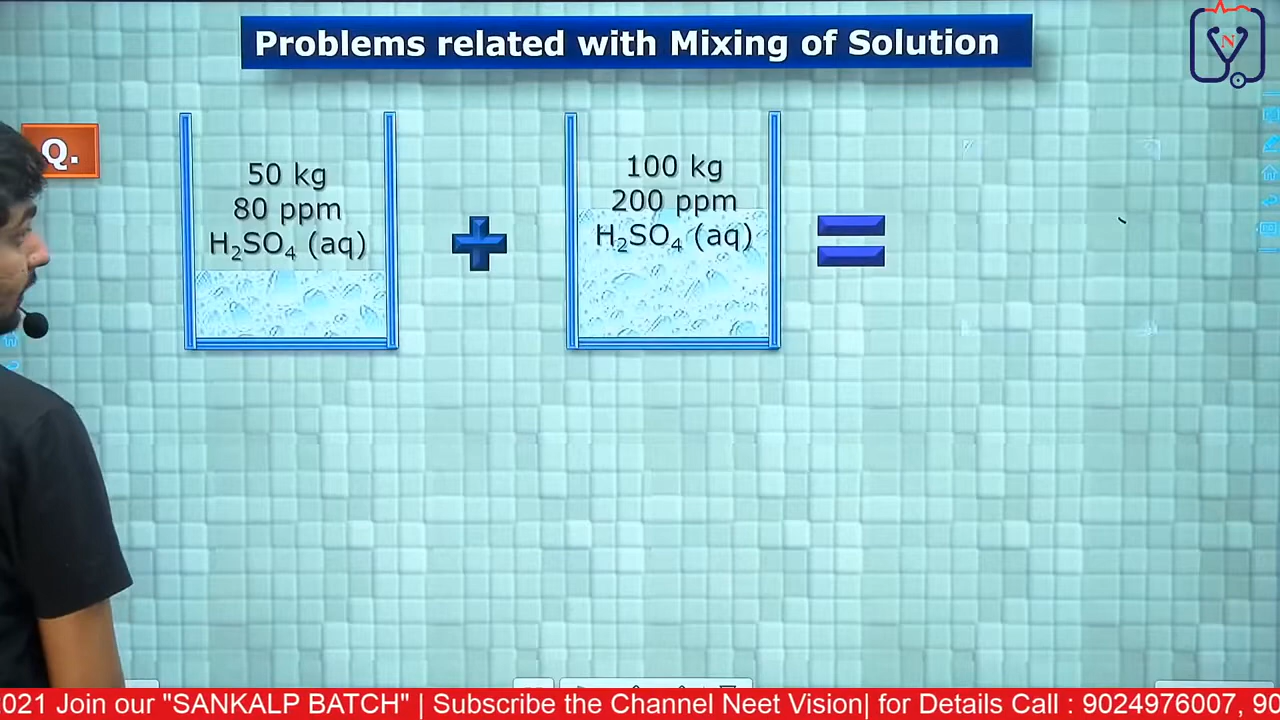 Problems related with Mixing of Solution
N
Q.
50 kg
80 ppm
H₂SO₄ (aq)
100 kg
200 ppm
H₂SO₄ (aq)
2021 Join our "SANKALP BATCH" | Subscribe the Channel Neet Vision| for Details Call : 9024976007, 90